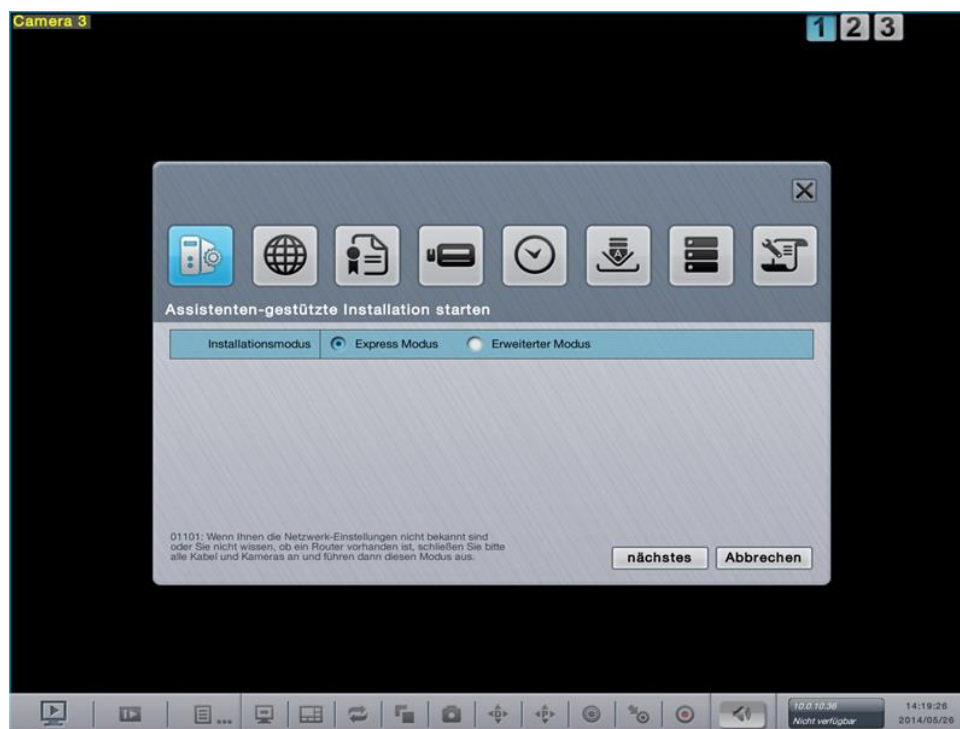 Camera 3
1 2 3
Assistenten-gestützte Installation starten
Installationsmodus Express Modus Erweiterter Modus
01101: Wenn Ihnen die Netzwerk-Einstellungen nicht bekannt sind
oder Sie nicht wissen, ob ein Router vorhanden ist, schließen Sie bitte
alle Kabel und Kameras an und führen dann diesen Modus aus.
nächstes Abbrechen
10.0.10.36 14:19:26
Nicht verfügbar 2014/05/26